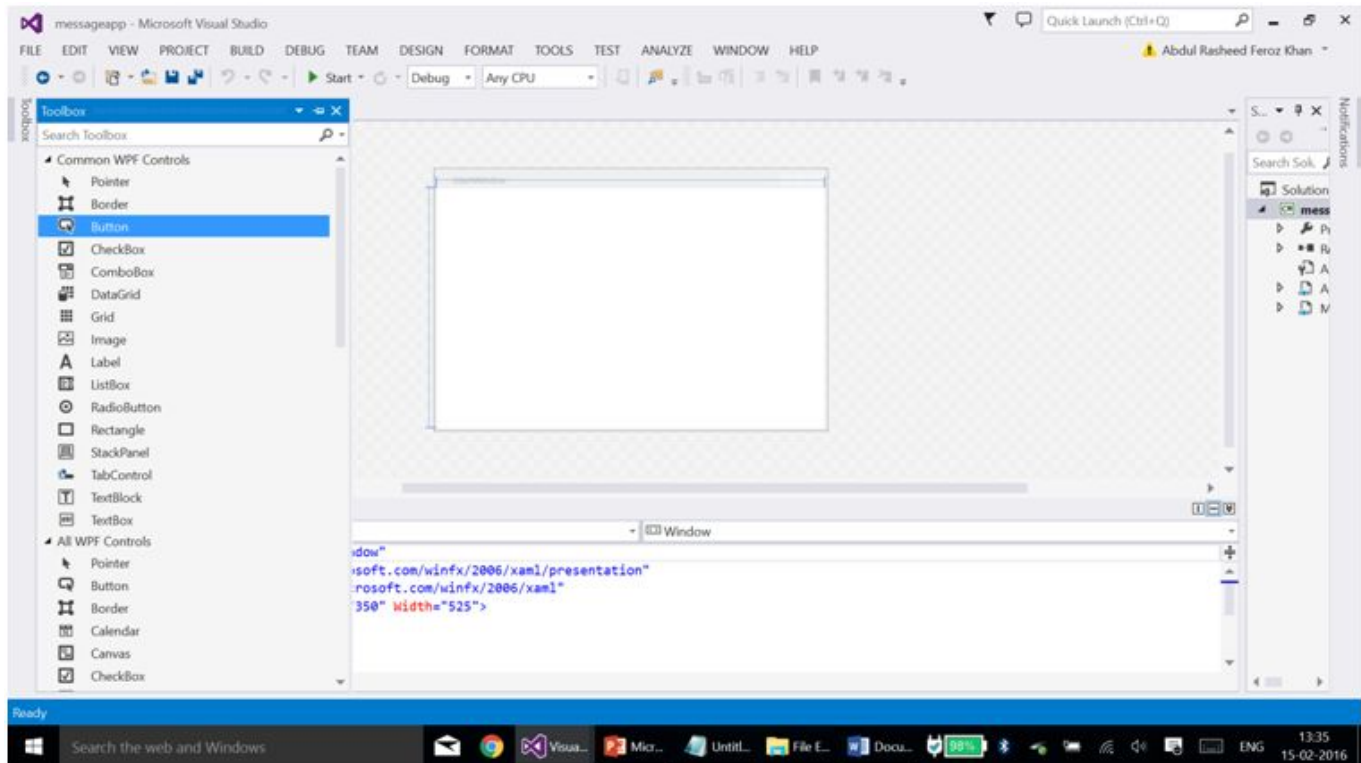 messageapp - Microsoft Visual Studio
Quick Launch (Ctrl+Q)
FILE EDIT VIEW PROJECT BUILD DEBUG TEAM DESIGN FORMAT TOOLS TEST ANALYZE WINDOW HELP
Abdul Rasheed Feroz Khan
Start Debug Any CPU
Toolbox
Toolbox
Search Toolbox
Common WPF Controls
Pointer
Border
Button
CheckBox
ComboBox
DataGrid
Grid
Image
Label
ListBox
RadioButton
Rectangle
StackPanel
TabControl
TextBlock
TextBox
All WPF Controls
Pointer
Button
Border
Calendar
Canvas
CheckBox
MainWindow
Window
dow"
soft.com/winfx/2006/xaml/presentation"
rosoft.com/winfx/2006/xaml"
'350" Width="525">
S...
Search Solu
Solution
mess
P
R
A
A
M
Notifications
Ready
Search the web and Windows
Visua... Micr... Untitl... File E... Docu... 98% ENG
13:35
15-02-2016